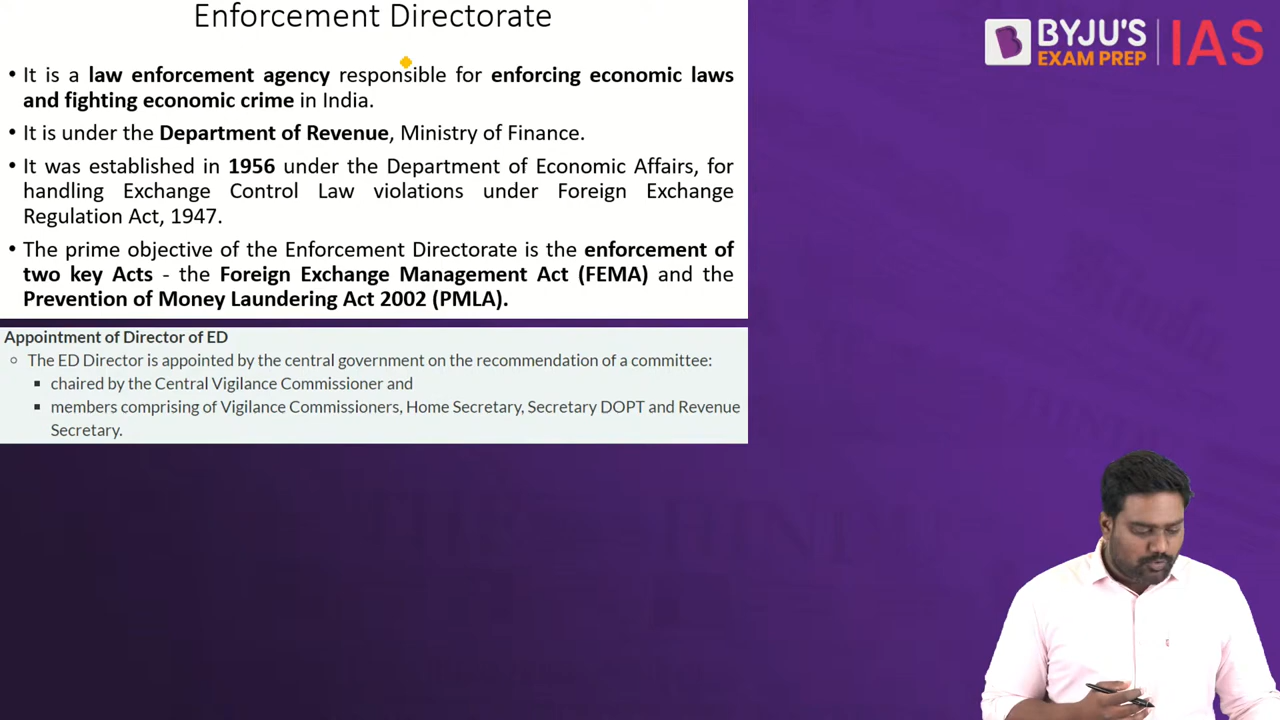 Enforcement Directorate
BYJU'S
EXAM PREP
IAS
• It is a law enforcement agency responsible for enforcing economic laws
and fighting economic crime in India.
• It is under the Department of Revenue, Ministry of Finance.
• It was established in 1956 under the Department of Economic Affairs, for
handling Exchange Control Law violations under Foreign Exchange
Regulation Act, 1947.
• The prime objective of the Enforcement Directorate is the enforcement of
two key Acts - the Foreign Exchange Management Act (FEMA) and the
Prevention of Money Laundering Act 2002 (PMLA).
Appointment of Director of ED
○ The ED Director is appointed by the central government on the recommendation of a committee:
▪ chaired by the Central Vigilance Commissioner and
▪ members comprising of Vigilance Commissioners, Home Secretary, Secretary DOPT and Revenue
Secretary.